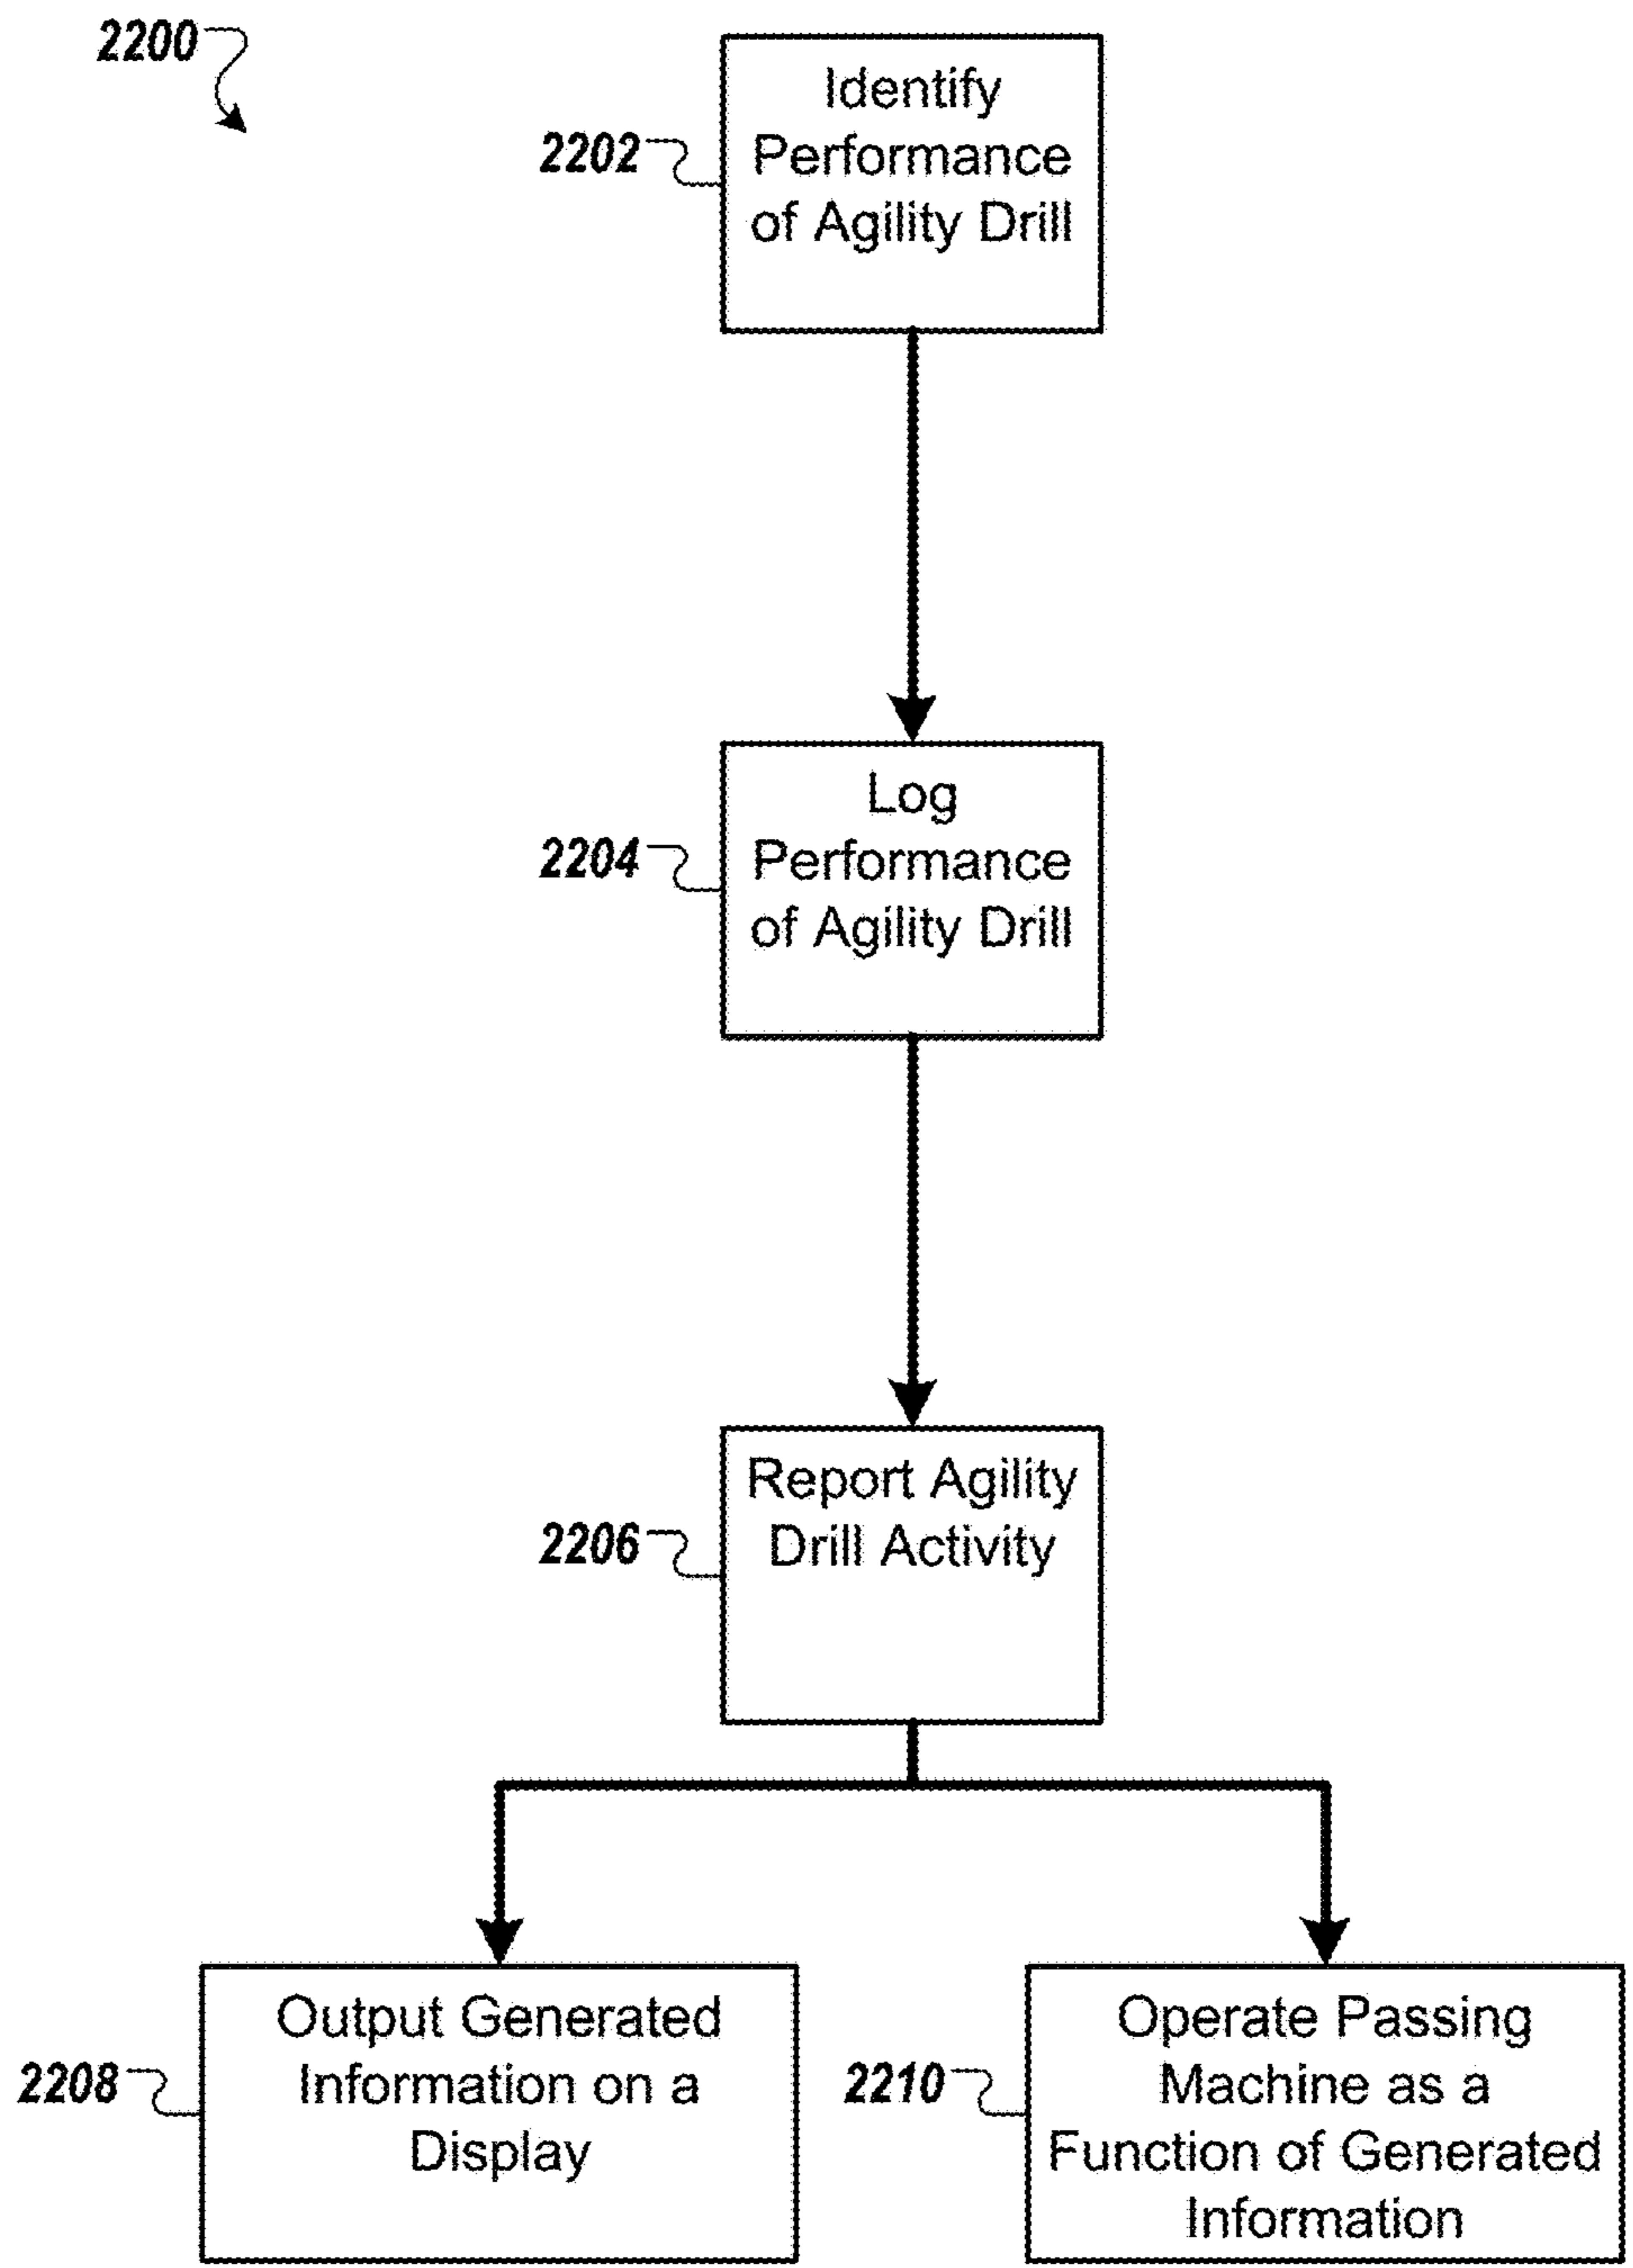 2200
2202
Identify
Performance
of Agility Drill
2204
Log
Performance
of Agility Drill
2206
Report Agility
Drill Activity
2208
Output Generated
Information on a
Display
2210
Operate Passing
Machine as a
Function of Generated
Information